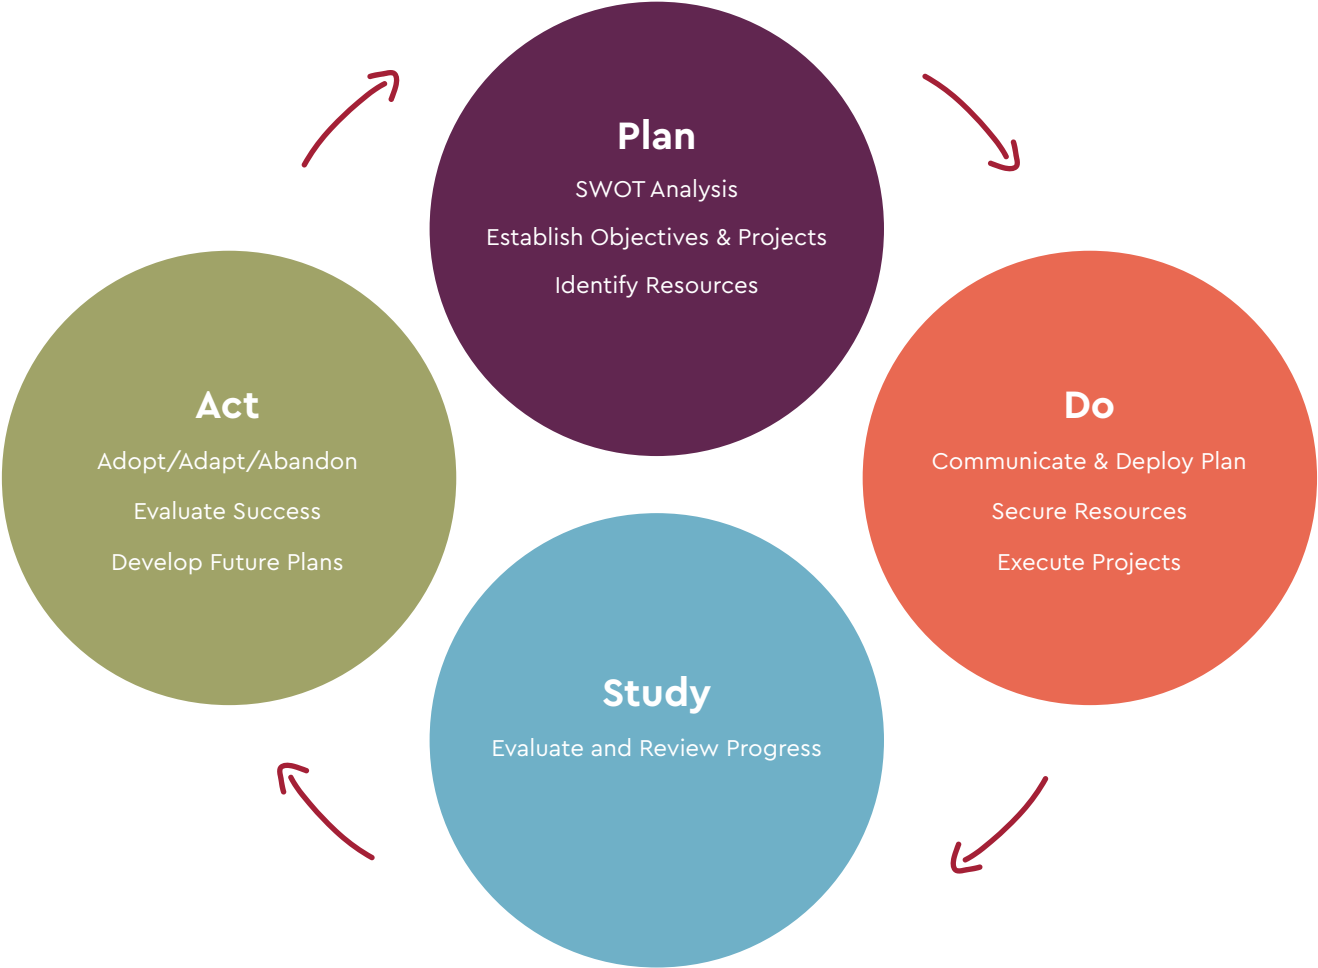 Plan
SWOT Analysis
Establish Objectives & Projects
Identify Resources
Do
Communicate & Deploy Plan
Secure Resources
Execute Projects
Study
Evaluate and Review Progress
Act
Adopt/Adapt/Abandon
Evaluate Success
Develop Future Plans